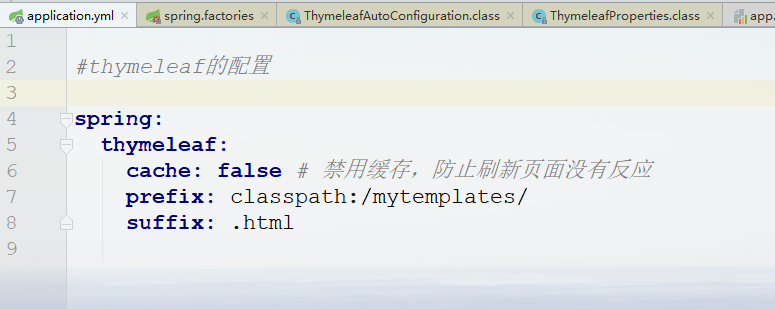 application.yml spring.factories ThymeleafAutoConfiguration.class ThymeleafProperties.class app.
1
2 #thymeleaf的配置
3
4 spring:
5 thymeleaf:
6 cache: false # 禁用缓存，防止刷新页面没有反应
7 prefix: classpath:/mytemplates/
8 suffix: .html
9